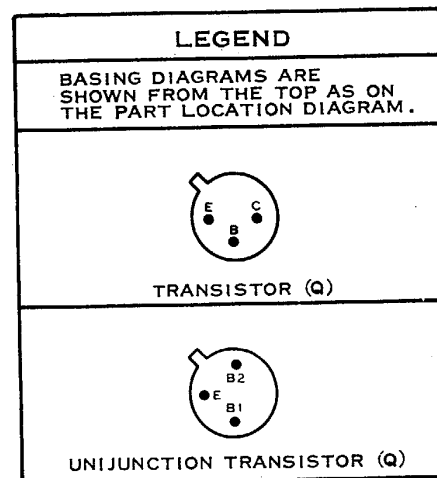 LEGEND
BASING DIAGRAMS ARE
SHOWN FROM THE TOP AS ON
THE PART LOCATION DIAGRAM.
E C
B
TRANSISTOR (Q)
B2
E
B1
UNIJUNCTION TRANSISTOR (Q)